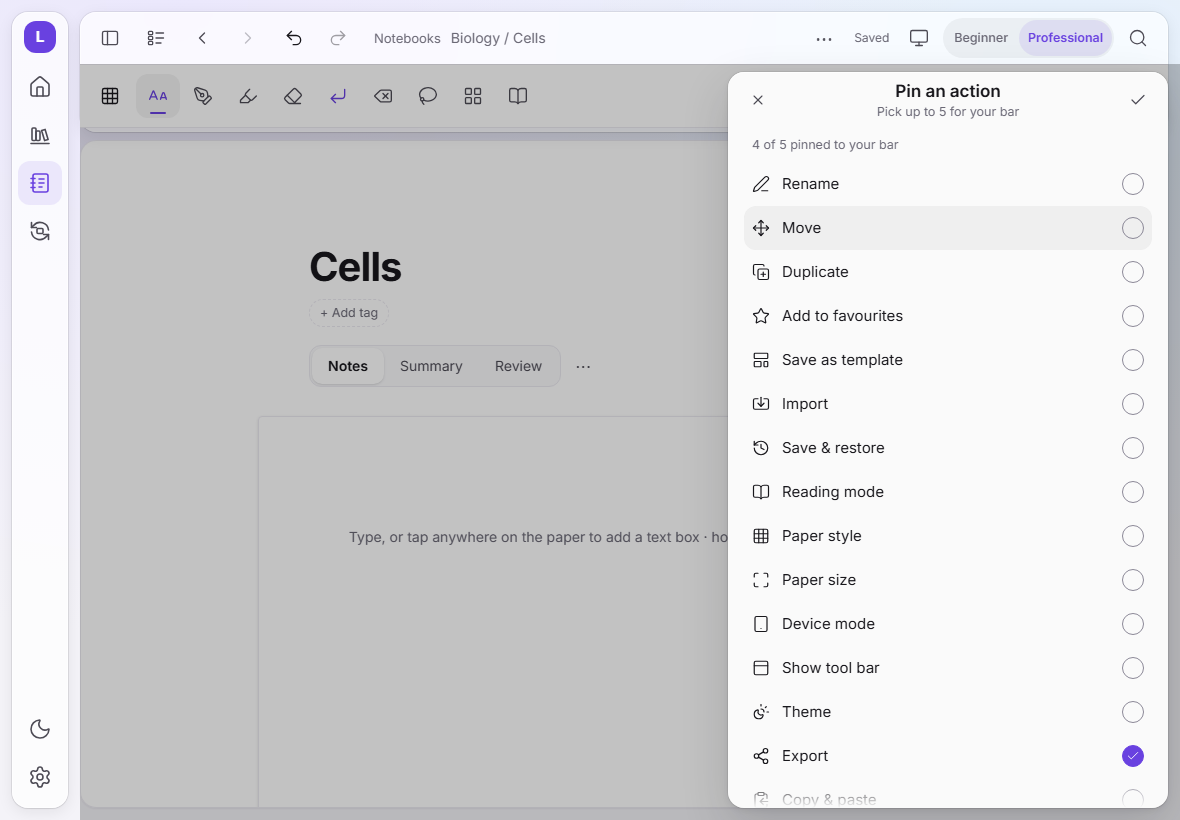 L
Notebooks Biology / Cells
Saved
Beginner Professional
AA
Pin an action
Pick up to 5 for your bar
4 of 5 pinned to your bar
Rename
Move
Duplicate
Add to favourites
Save as template
Import
Save & restore
Reading mode
Paper style
Paper size
Device mode
Show tool bar
Theme
Export
Copy & paste
Cells
+ Add tag
Notes Summary Review
Type, or tap anywhere on the paper to add a text box · ho